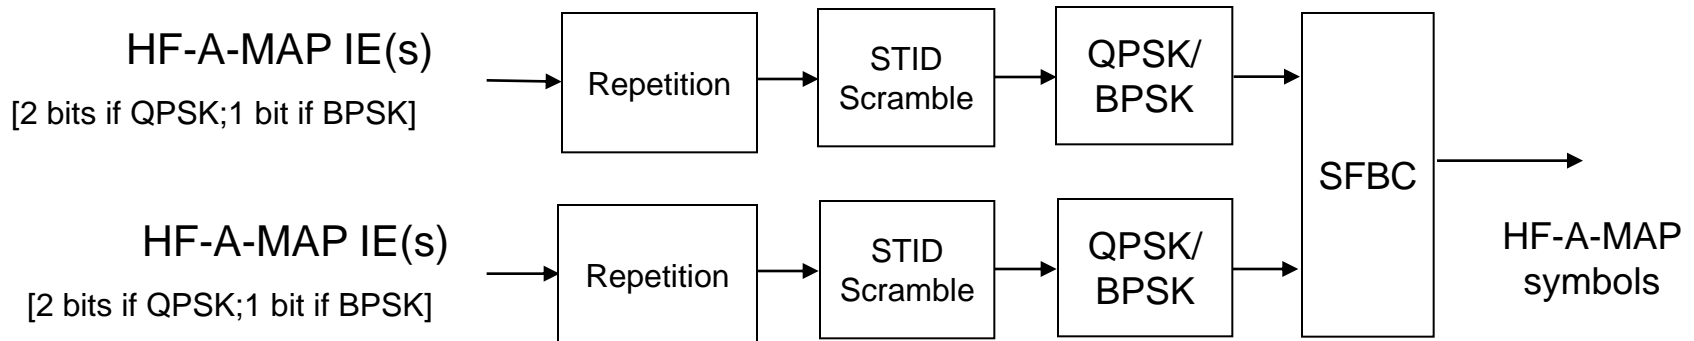 HF-A-MAP IE(s)
[2 bits if QPSK;1 bit if BPSK]
Repetition
STID
Scramble
QPSK/
BPSK
SFBC
HF-A-MAP IE(s)
[2 bits if QPSK;1 bit if BPSK]
Repetition
STID
Scramble
QPSK/
BPSK
HF-A-MAP
symbols